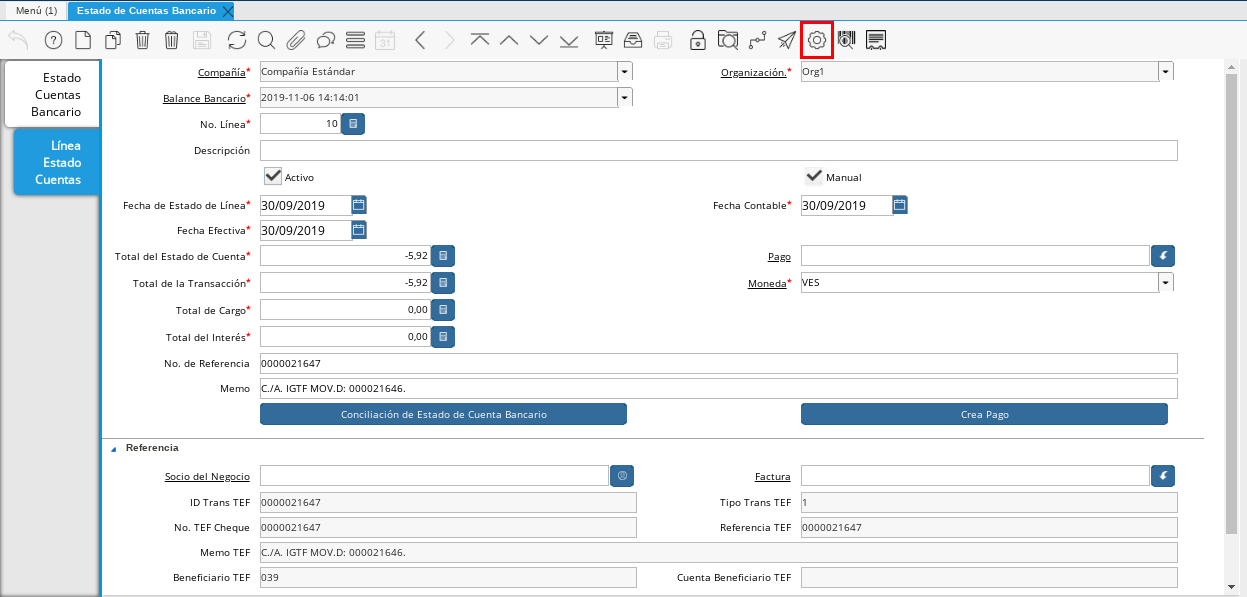 Menú (1)
Estado de Cuentas Bancario
31
Estado
Cuentas
Bancario
Línea
Estado
Cuentas
Compañía* Compañía Estándar
Organización.* Org1
Balance Bancario* 2019-11-06 14:14:01
No. Línea* 10
Descripción
Activo
Manual
Fecha de Estado de Línea* 30/09/2019
Fecha Contable* 30/09/2019
Fecha Efectiva* 30/09/2019
Total del Estado de Cuenta* -5,92
Pago
Total de la Transacción* -5,92
Moneda* VES
Total de Cargo* 0,00
Total del Interés* 0,00
No. de Referencia 0000021647
Memo C./A. IGTF MOV.D: 000021646.
Conciliación de Estado de Cuenta Bancario
Crea Pago
Referencia
Socio del Negocio
Factura
ID Trans TEF 0000021647
Tipo Trans TEF 1
No. TEF Cheque 0000021647
Referencia TEF 0000021647
Memo TEF C./A. IGTF MOV.D: 000021646.
Beneficiario TEF 039
Cuenta Beneficiario TEF